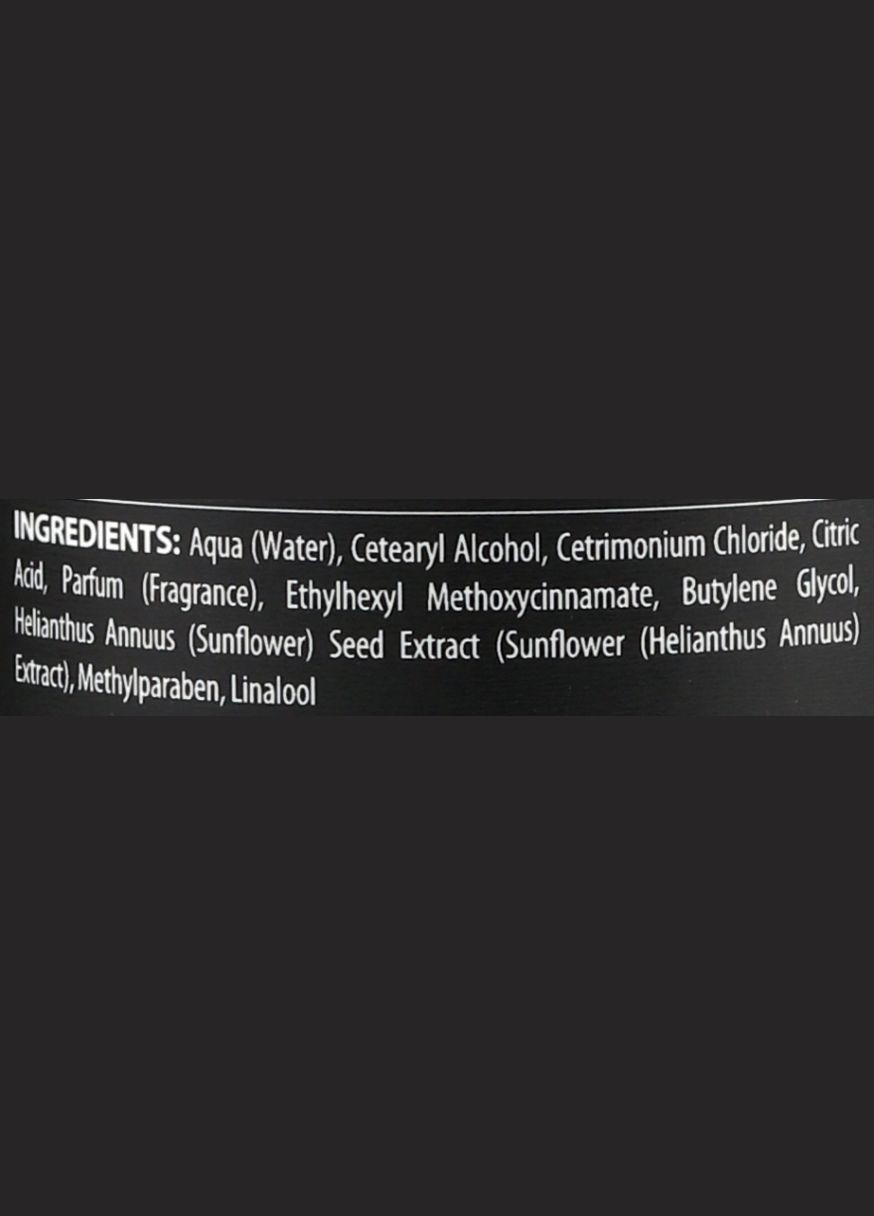 INGREDIENTS: Aqua (Water), Cetearyl Alcohol, Cetrimonium Chloride, Citric
Acid, Parfum (Fragrance), Ethylhexyl Methoxycinnamate, Butylene Glycol,
Helianthus Annuus (Sunflower) Seed Extract (Sunflower (Helianthus Annuus)
Extract), Methylparaben, Linalool